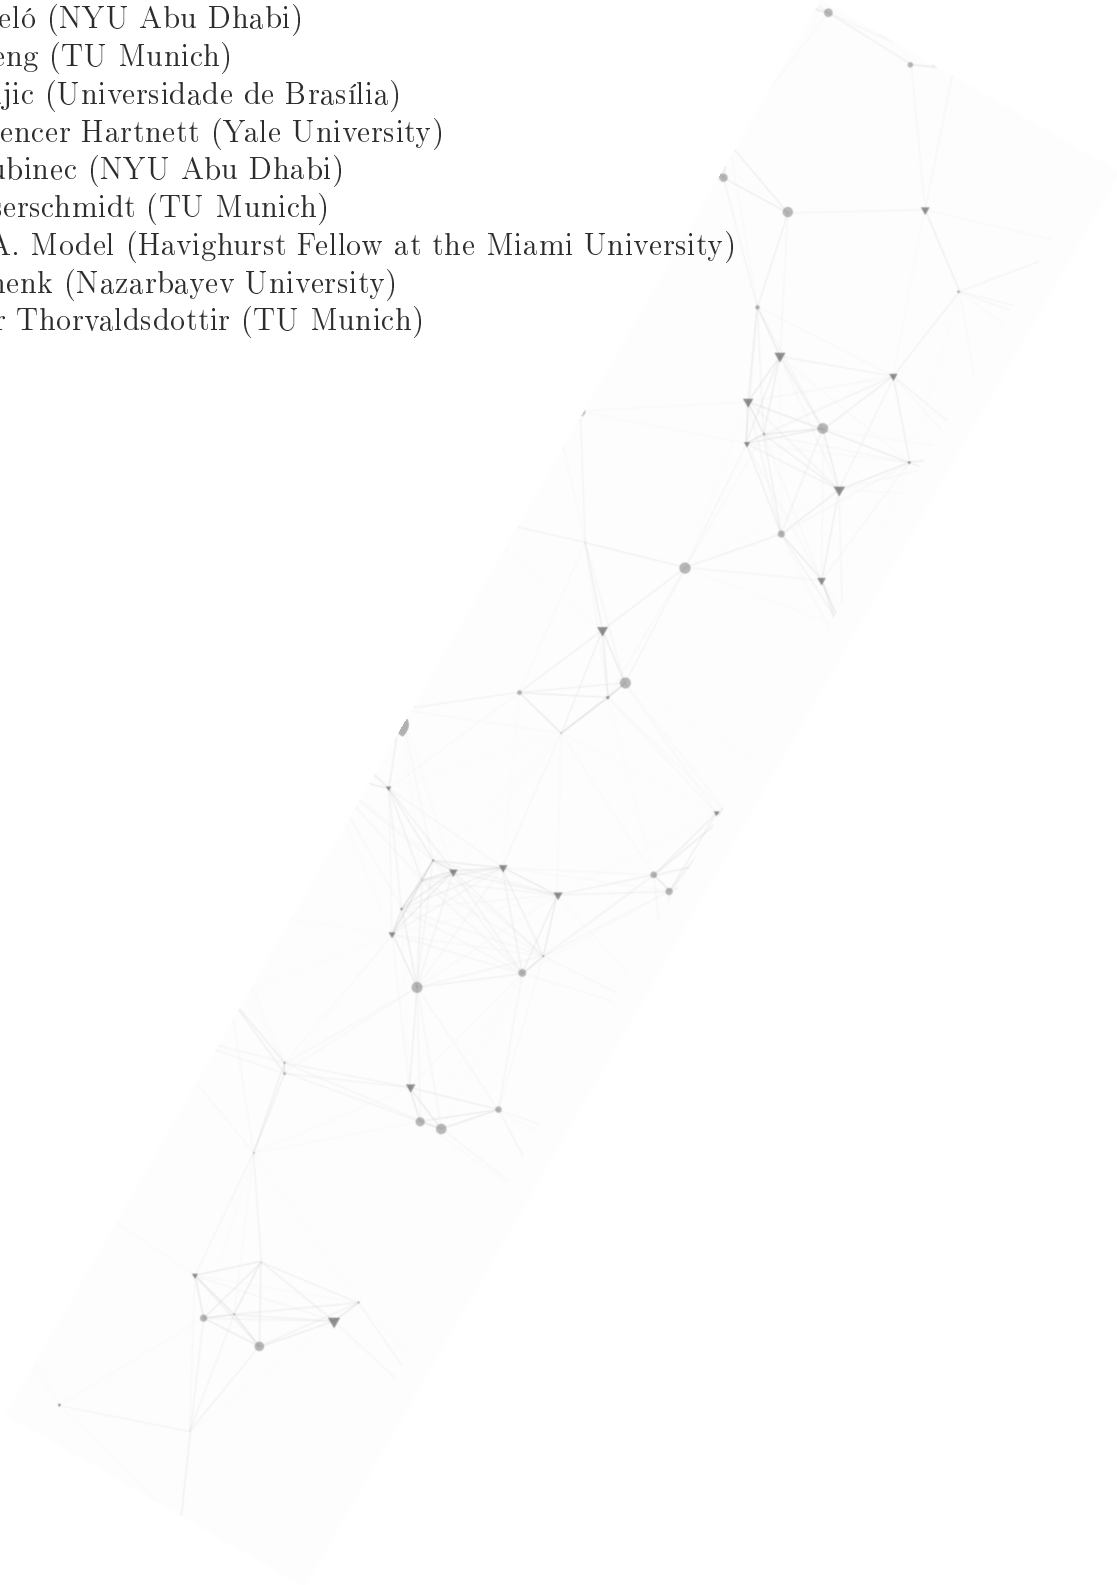 eló (NYU Abu Dhabi)
eng (TU Munich)
jic (Universidade de Brasília)
encer Hartnett (Yale University)
ubinec (NYU Abu Dhabi)
serschmidt (TU Munich)
A. Model (Havighurst Fellow at the Miami University)
henk (Nazarbayev University)
r Thorvaldsdottir (TU Munich)